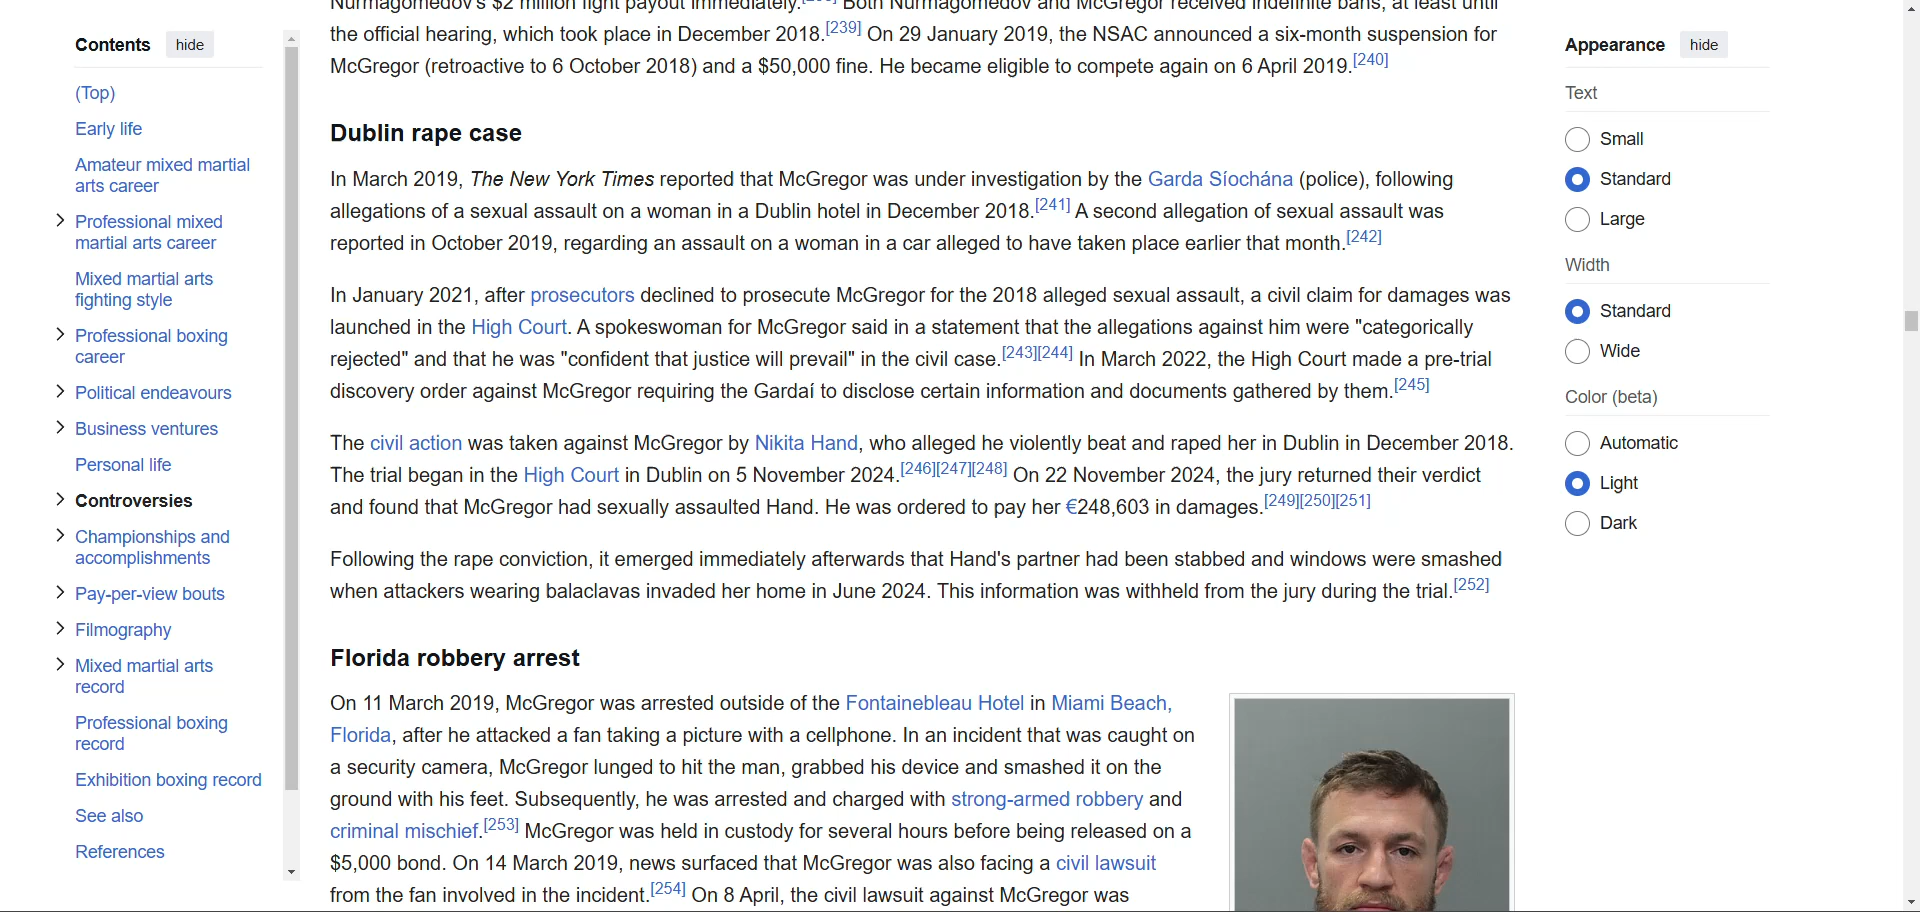 Contents hide
(Top)
Early life
Amateur mixed martial
arts career
Professional mixed
martial arts career
Mixed martial arts
fighting style
Professional boxing
career
Political endeavours
Business ventures
Personal life
Controversies
Championships and
accomplishments
Pay-per-view bouts
Filmography
Mixed martial arts
record
Professional boxing
record
Exhibition boxing record
See also
References
Nurmagomedov's $2 million fight payout immediately. Both Nurmagomedov and McGregor received indefinite bans, at least until
the official hearing, which took place in December 2018.[239] On 29 January 2019, the NSAC announced a six-month suspension for
McGregor (retroactive to 6 October 2018) and a $50,000 fine. He became eligible to compete again on 6 April 2019.[240]
Dublin rape case
In March 2019, The New York Times reported that McGregor was under investigation by the Garda Síochána (police), following
allegations of a sexual assault on a woman in a Dublin hotel in December 2018.[241] A second allegation of sexual assault was
reported in October 2019, regarding an assault on a woman in a car alleged to have taken place earlier that month.[242]
In January 2021, after prosecutors declined to prosecute McGregor for the 2018 alleged sexual assault, a civil claim for damages was
launched in the High Court. A spokeswoman for McGregor said in a statement that the allegations against him were "categorically
rejected" and that he was "confident that justice will prevail" in the civil case.[243][244] In March 2022, the High Court made a pre-trial
discovery order against McGregor requiring the Gardaí to disclose certain information and documents gathered by them.[245]
The civil action was taken against McGregor by Nikita Hand, who alleged he violently beat and raped her in Dublin in December 2018.
The trial began in the High Court in Dublin on 5 November 2024.[246][247][248] On 22 November 2024, the jury returned their verdict
and found that McGregor had sexually assaulted Hand. He was ordered to pay her €248,603 in damages.[249][250][251]
Following the rape conviction, it emerged immediately afterwards that Hand's partner had been stabbed and windows were smashed
when attackers wearing balaclavas invaded her home in June 2024. This information was withheld from the jury during the trial.[252]
Florida robbery arrest
On 11 March 2019, McGregor was arrested outside of the Fontainebleau Hotel in Miami Beach,
Florida, after he attacked a fan taking a picture with a cellphone. In an incident that was caught on
a security camera, McGregor lunged to hit the man, grabbed his device and smashed it on the
ground with his feet. Subsequently, he was arrested and charged with strong-armed robbery and
criminal mischief.[253] McGregor was held in custody for several hours before being released on a
$5,000 bond. On 14 March 2019, news surfaced that McGregor was also facing a civil lawsuit
from the fan involved in the incident.[254] On 8 April, the civil lawsuit against McGregor was
Appearance hide
Text
Small
Standard
Large
Width
Standard
Wide
Color (beta)
Automatic
Light
Dark